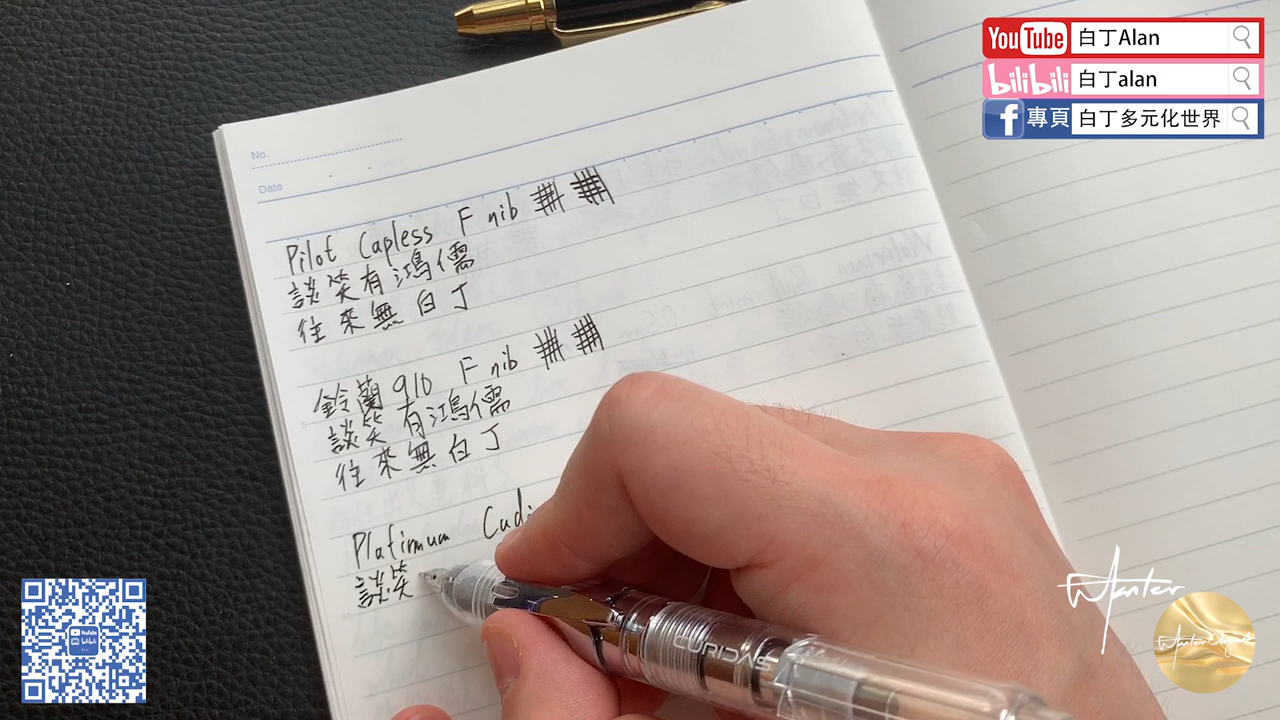 YouTube 白丁Alan
bilibili 白丁alan
f 專頁 白丁多元化世界
No.
Date
Pilot Capless F nib
談笑有鴻儒
往來無白丁
鈴蘭 910 F nib
談笑有鴻儒
往來無白丁
Platinum
談笑
CURIDAS
Wanter